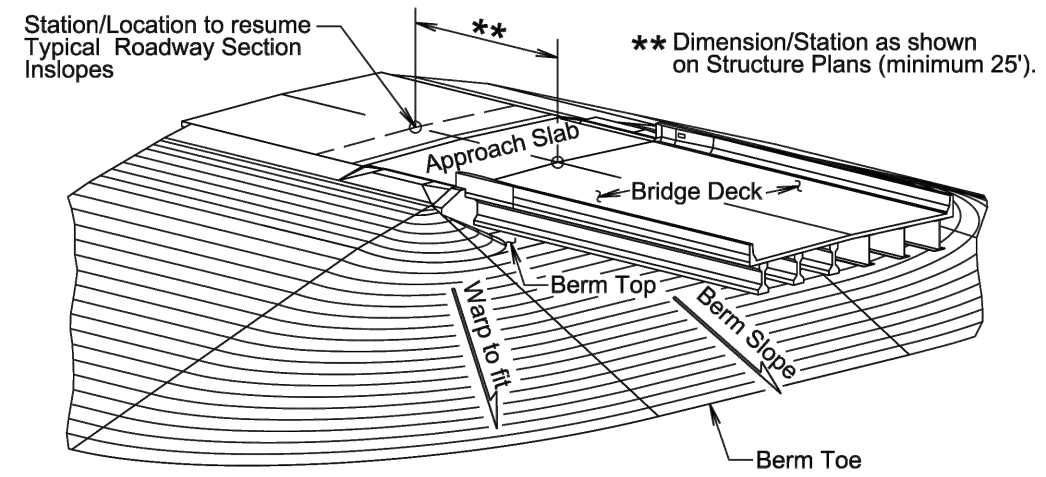 Station/Location to resume
Typical Roadway Section
Inslopes
**
** Dimension/Station as shown
on Structure Plans (minimum 25').
Approach Slab
Bridge Deck
Berm Top
Warp to fit
Berm Slope
Berm Toe